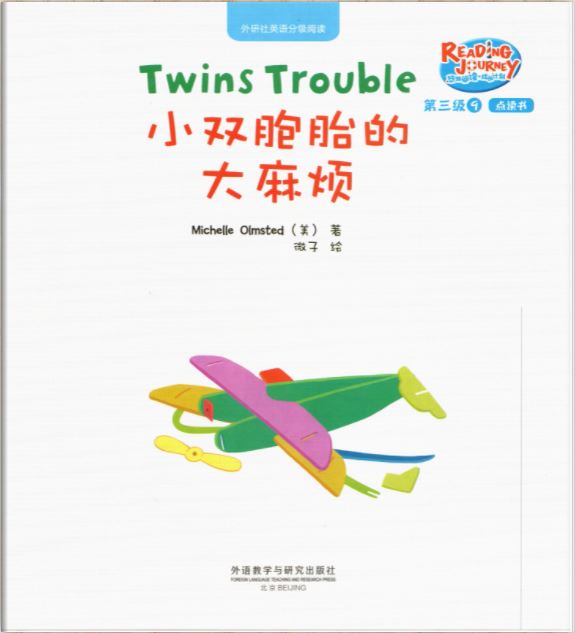 外研社英语分级阅读
READING
JOURNEY
第三级 9 点读书
Twins Trouble
小双胞胎的
大麻烦
Michelle Olmsted（美） 著
微子 绘
外语教学与研究出版社
FOREIGN LANGUAGE TEACHING AND RESEARCH PRESS
北京 BEIJING